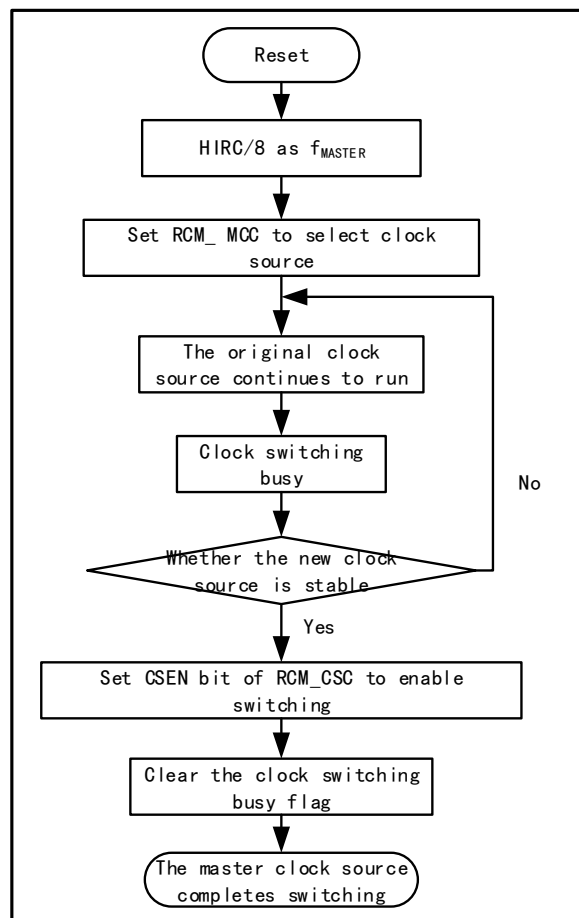 Reset
HIRC/8 as fMASTER
Set RCM_ MCC to select clock
source
The original clock
source continues to run
Clock switching
busy
No
Whether the new clock
source is stable
Yes
Set CSEN bit of RCM_CSC to enable
switching
Clear the clock switching
busy flag
The master clock source
completes switching